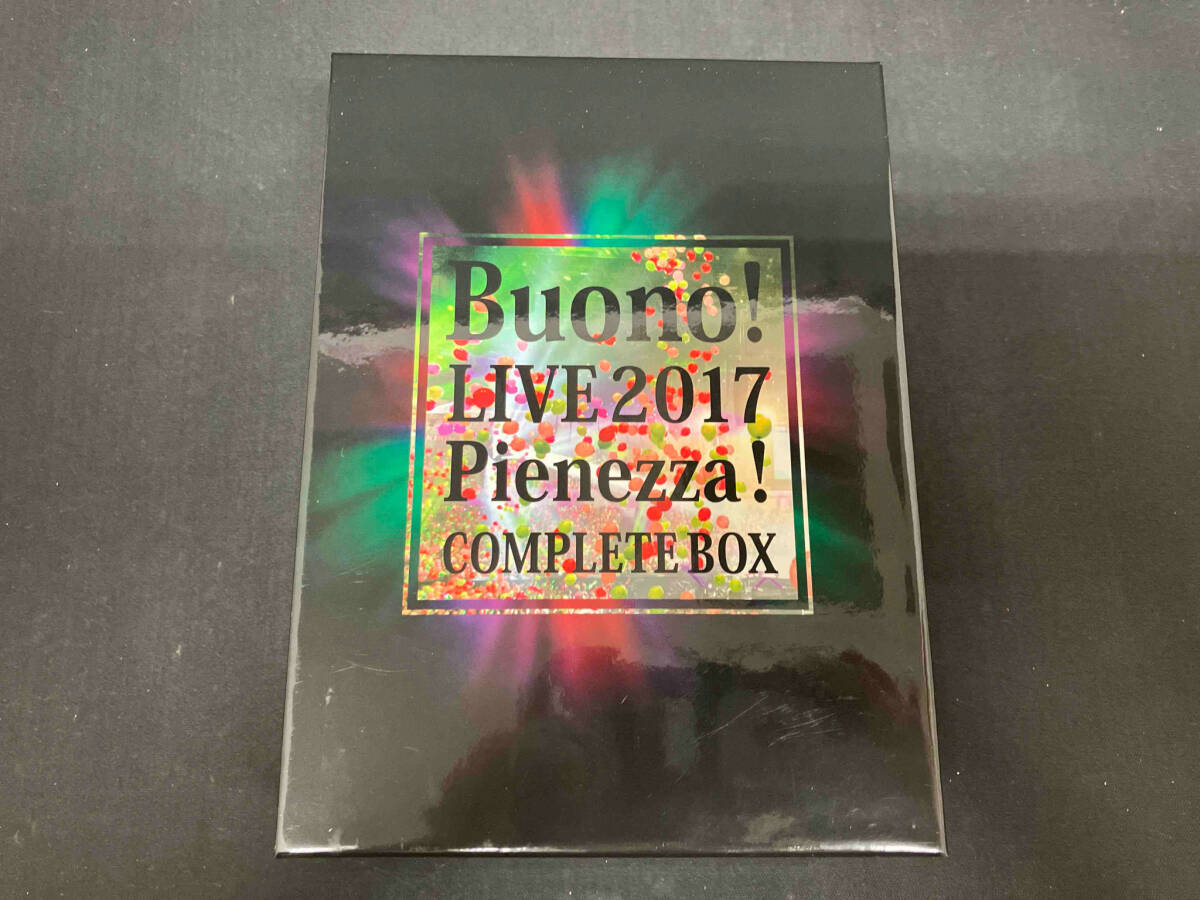 Buono!
LIVE 2017
Pienezza!
COMPLETE BOX